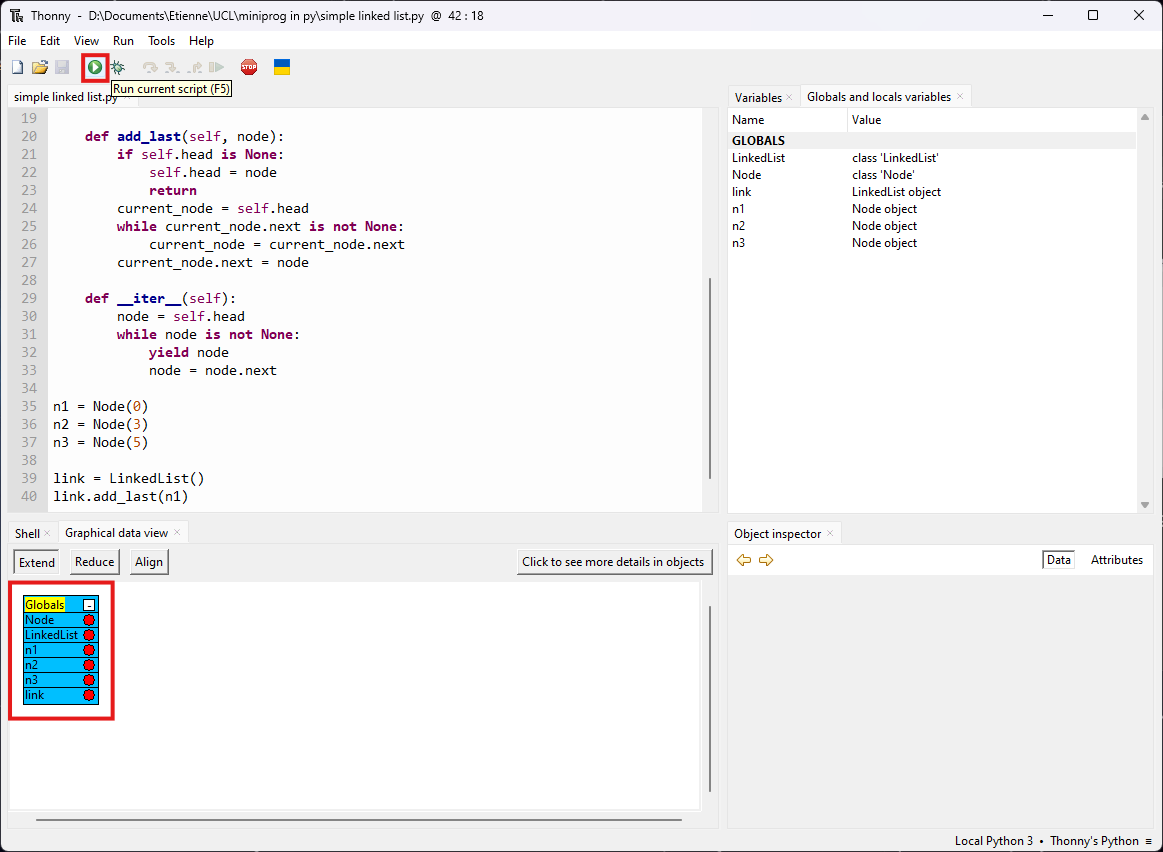 Thonny - D:\Documents\Etienne\UCL\miniprog in py\simple linked list.py @ 42 : 18
File Edit View Run Tools Help
STOP
Run current script (F5)
simple linked list.py
19
20 def add_last(self, node):
21 if self.head is None:
22 self.head = node
23 return
24 current_node = self.head
25 while current_node.next is not None:
26 current_node = current_node.next
27 current_node.next = node
28
29 def __iter__(self):
30 node = self.head
31 while node is not None:
32 yield node
33 node = node.next
34
35 n1 = Node(0)
36 n2 = Node(3)
37 n3 = Node(5)
38
39 link = LinkedList()
40 link.add_last(n1)
Variables × Globals and locals variables ×
Name Value
GLOBALS
LinkedList class 'LinkedList'
Node class 'Node'
link LinkedList object
n1 Node object
n2 Node object
n3 Node object
Shell × Graphical data view ×
Extend Reduce Align Click to see more details in objects
Globals -
Node
LinkedList
n1
n2
n3
link
Object inspector ×
Data Attributes
Local Python 3 • Thonny's Python ≡